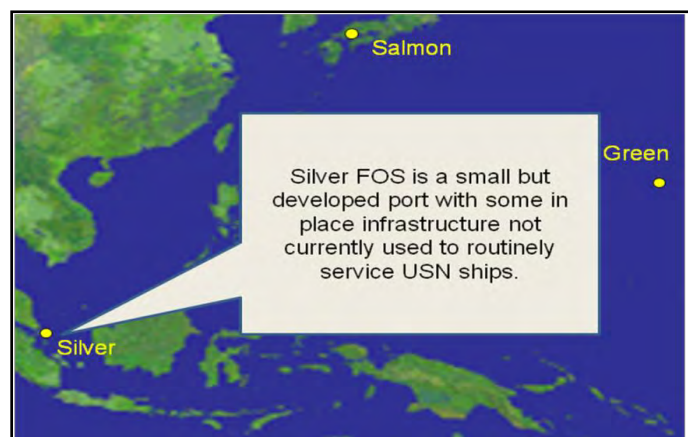 Salmon
Green
Silver FOS is a small but
developed port with some in
place infrastructure not
currently used to routinely
service USN ships.
Silver